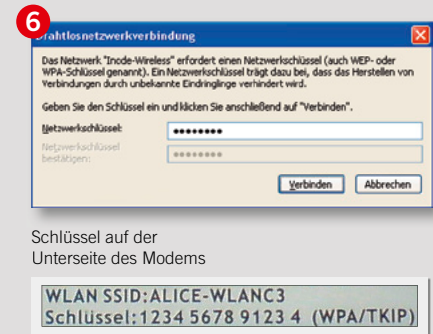 6
Drahtlosnetzwerkverbindung
Das Netzwerk "Inode-Wireless" erfordert einen Netzwerkschlüssel (auch WEP- oder
WPA-Schlüssel genannt). Ein Netzwerkschlüssel trägt dazu bei, dass das Herstellen von
Verbindungen durch unbekannte Eindringlinge verhindert wird.
Geben Sie den Schlüssel ein und klicken Sie anschließend auf "Verbinden".
Netzwerkschlüssel:
Netzwerkschlüssel
bestätigen:
Verbinden Abbrechen
Schlüssel auf der
Unterseite des Modems
WLAN SSID:ALICE-WLANC3
Schlüssel:1234 5678 9123 4 (WPA/TKIP)